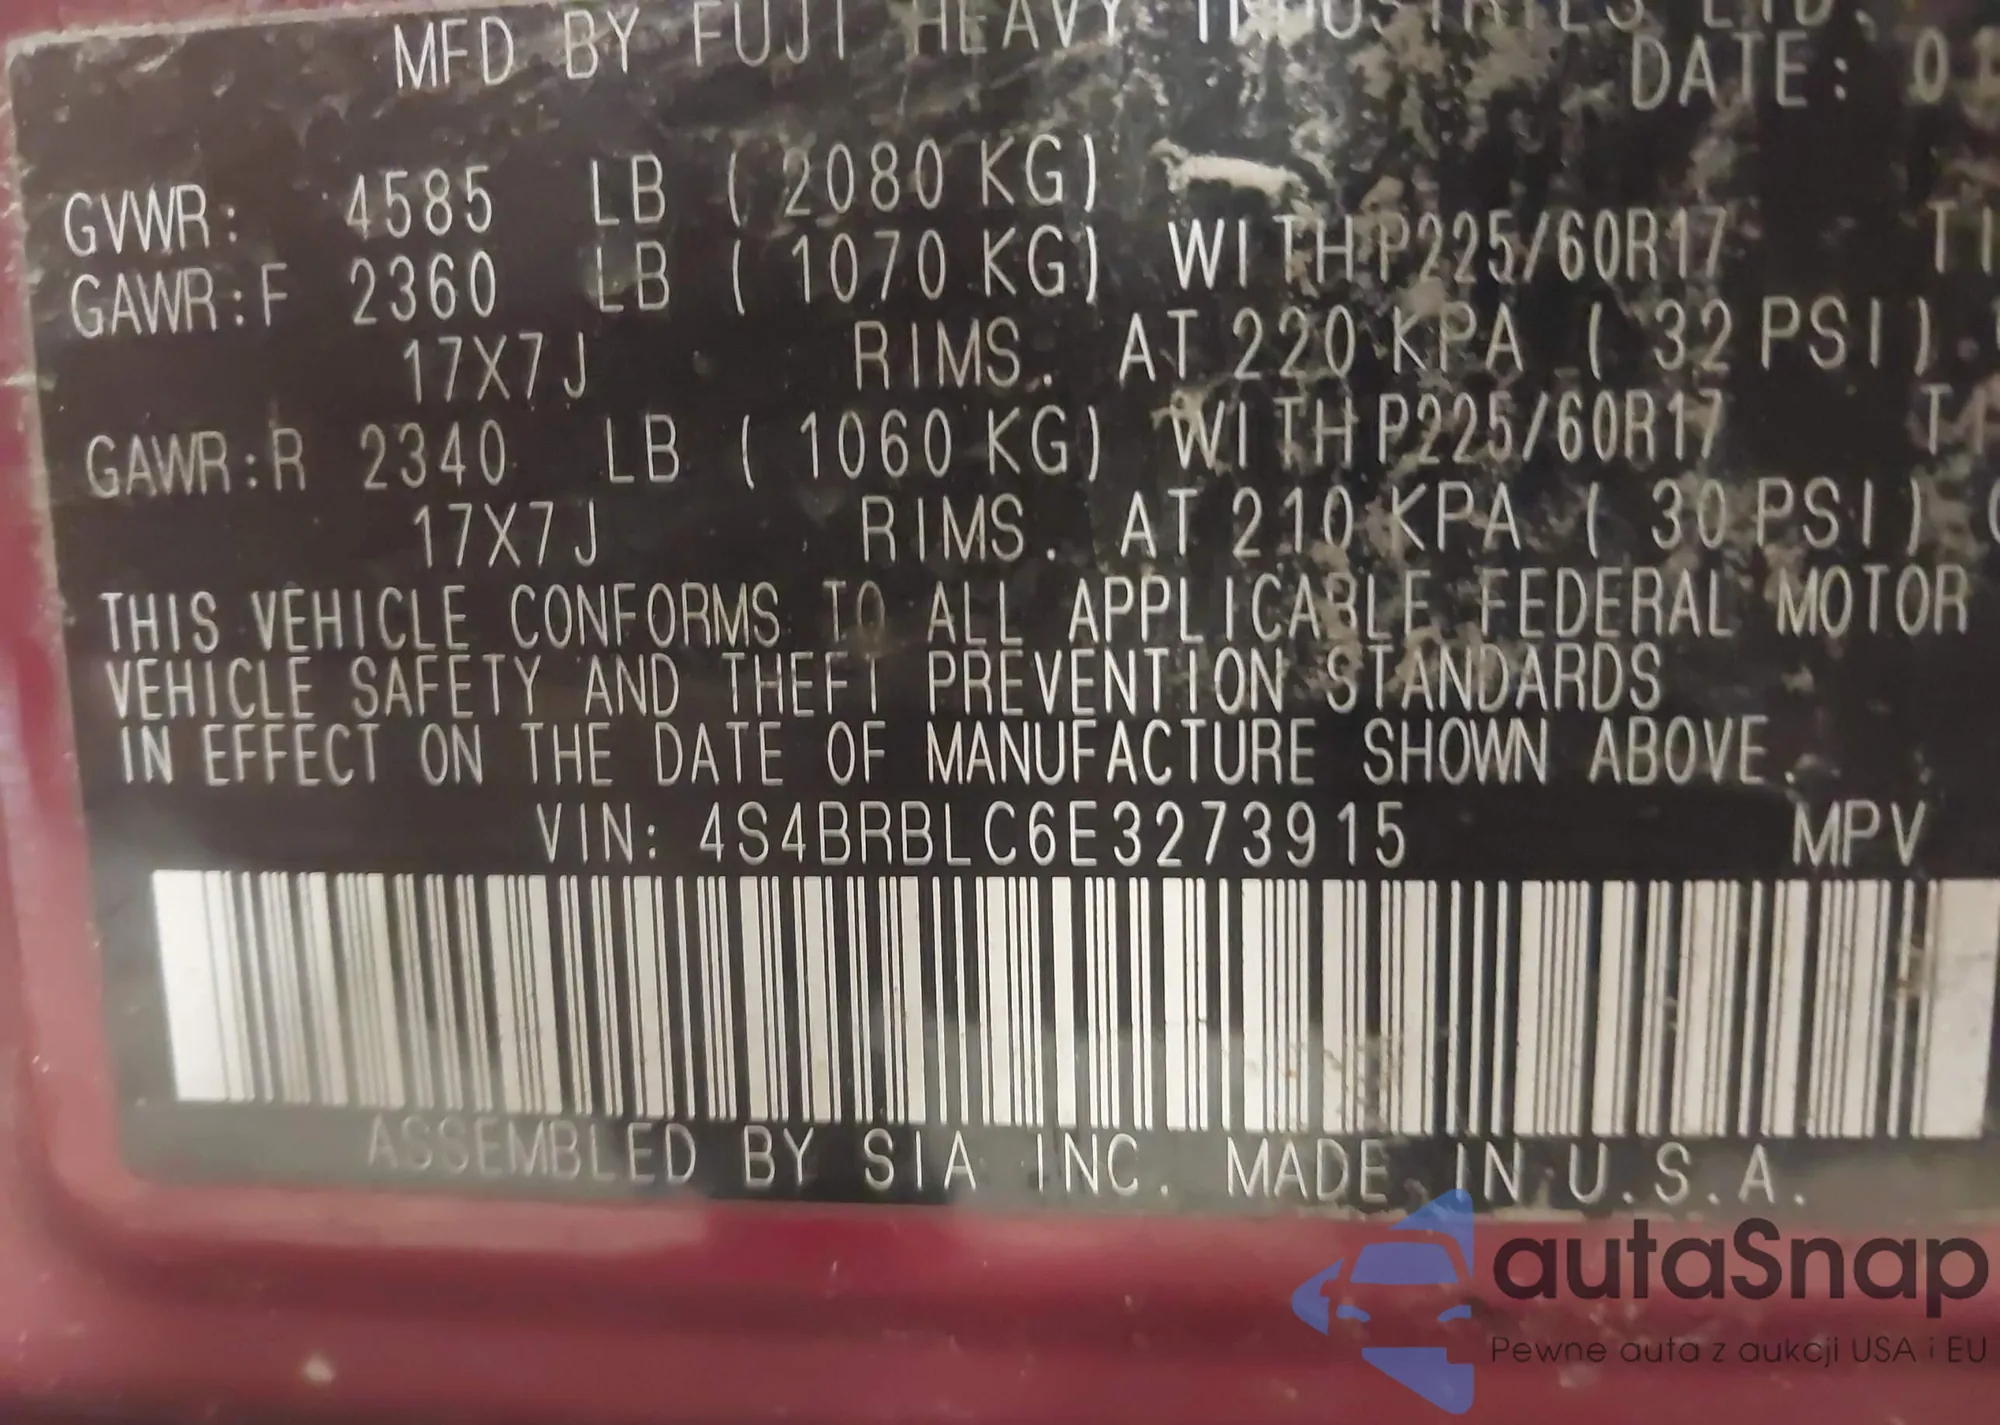 MFD BY FUJI HEAVY INDUSTRIES LTD.
DATE: 01
GVWR: 4585 LB ( 2080 KG)
GAWR:F 2360 LB ( 1070 KG) WITH P225/60R17
17X7J RIMS. AT 220 KPA ( 32 PSI)
GAWR:R 2340 LB ( 1060 KG) WITH P225/60R17
17X7J RIMS. AT 210 KPA ( 30 PSI)
THIS VEHICLE CONFORMS TO ALL APPLICABLE FEDERAL MOTOR
VEHICLE SAFETY AND THEFT PREVENTION STANDARDS
IN EFFECT ON THE DATE OF MANUFACTURE SHOWN ABOVE.
VIN: 4S4BRBLC6E3273915 MPV
ASSEMBLED BY SIA INC. MADE IN U.S.A.
autaSnap
Pewne auta z aukcji USA i EU